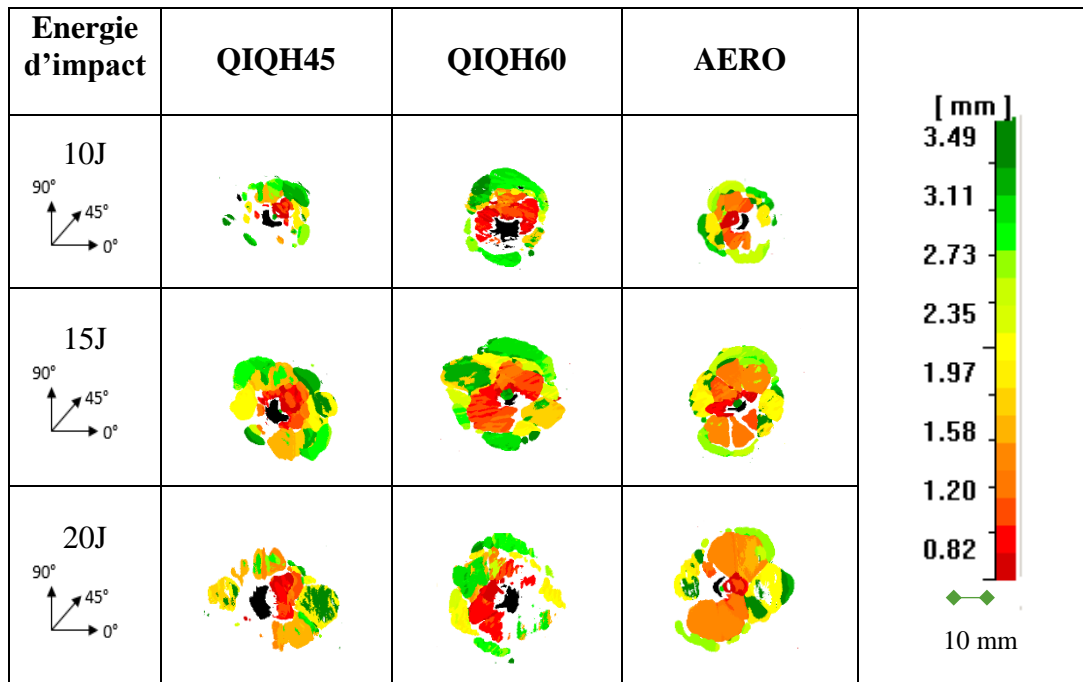 Energie
d’impact
QIQH45
QIQH60
AERO
10J
90°
45°
0°
15J
90°
45°
0°
20J
90°
45°
0°
[ mm ]
3.49
3.11
2.73
2.35
1.97
1.58
1.20
0.82
10 mm